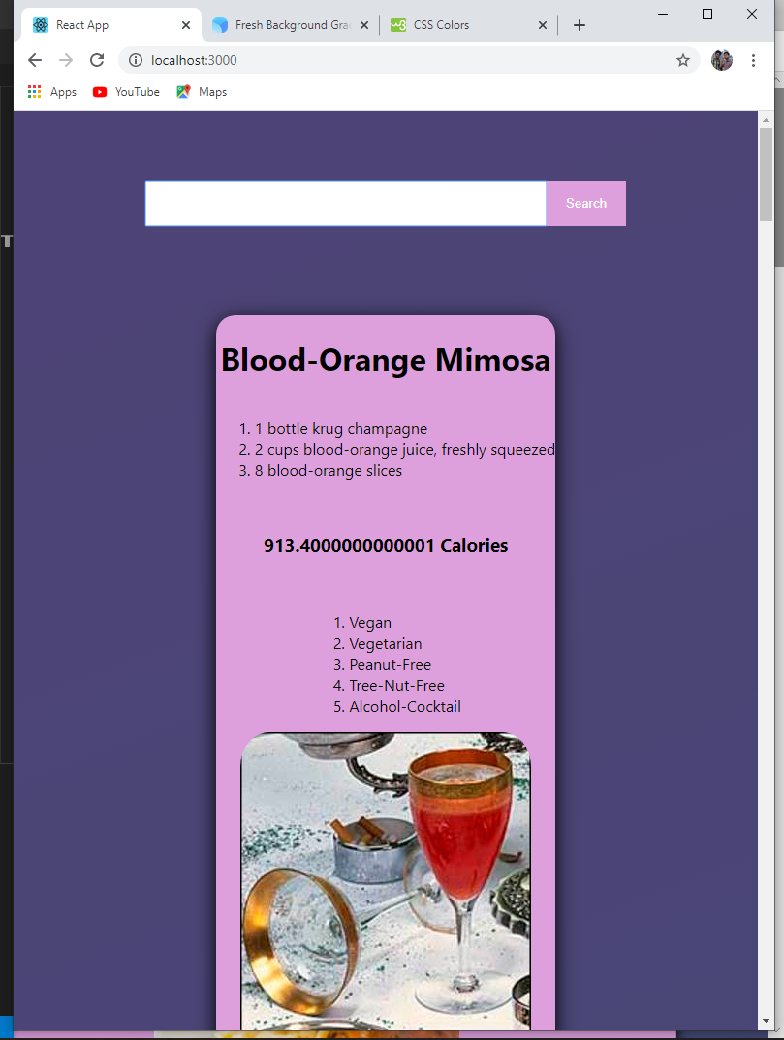 React App
Fresh Background Gra
CSS Colors
localhost:3000
Apps
YouTube
Maps
T
Search
Blood-Orange Mimosa
1. 1 bottle krug champagne
2. 2 cups blood-orange juice, freshly squeezed
3. 8 blood-orange slices
913.4000000000001 Calories
1. Vegan
2. Vegetarian
3. Peanut-Free
4. Tree-Nut-Free
5. Alcohol-Cocktail